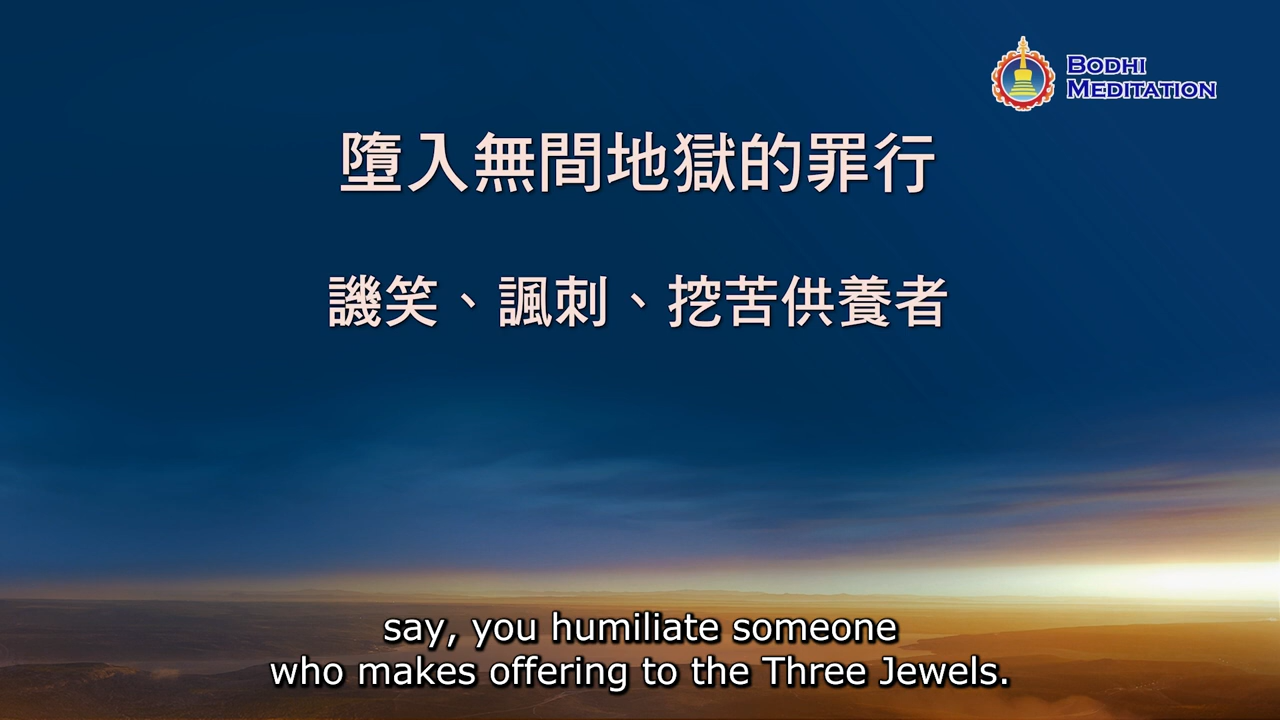 BODHI
MEDITATION
墮入無間地獄的罪行
譏笑、諷刺、挖苦供養者
say, you humiliate someone
who makes offering to the Three Jewels.